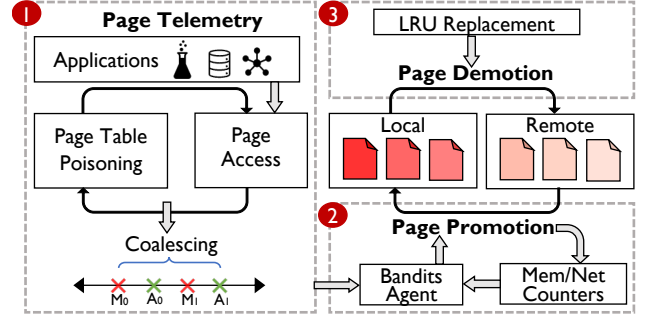 1
Page Telemetry
Applications
Page Table
Poisoning
Page
Access
Coalescing
M0 A0 M1 A1
3
LRU Replacement
Page Demotion
Local
Remote
2
Page Promotion
Bandits
Agent
Mem/Net
Counters